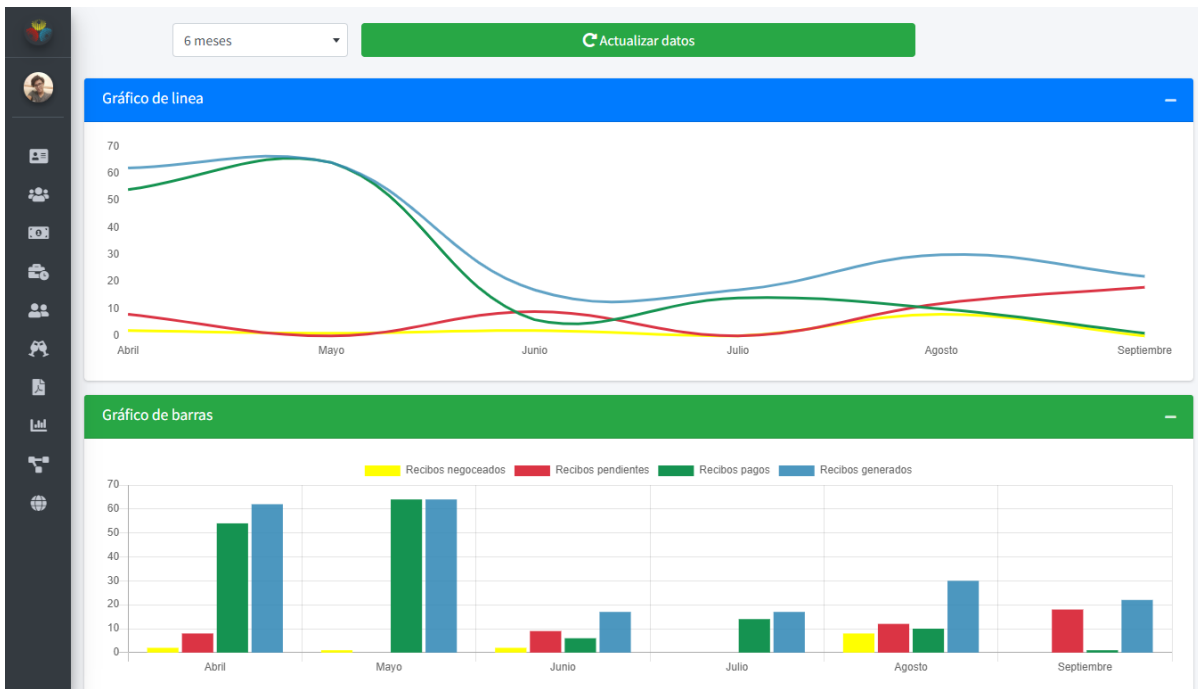 6 meses
Actualizar datos
Gráfico de linea
70
60
50
40
30
20
10
0
Abril Mayo Junio Julio Agosto Septiembre
Gráfico de barras
Recibos negoceados Recibos pendientes Recibos pagos Recibos generados
70
60
50
40
30
20
10
0
Abril Mayo Junio Julio Agosto Septiembre